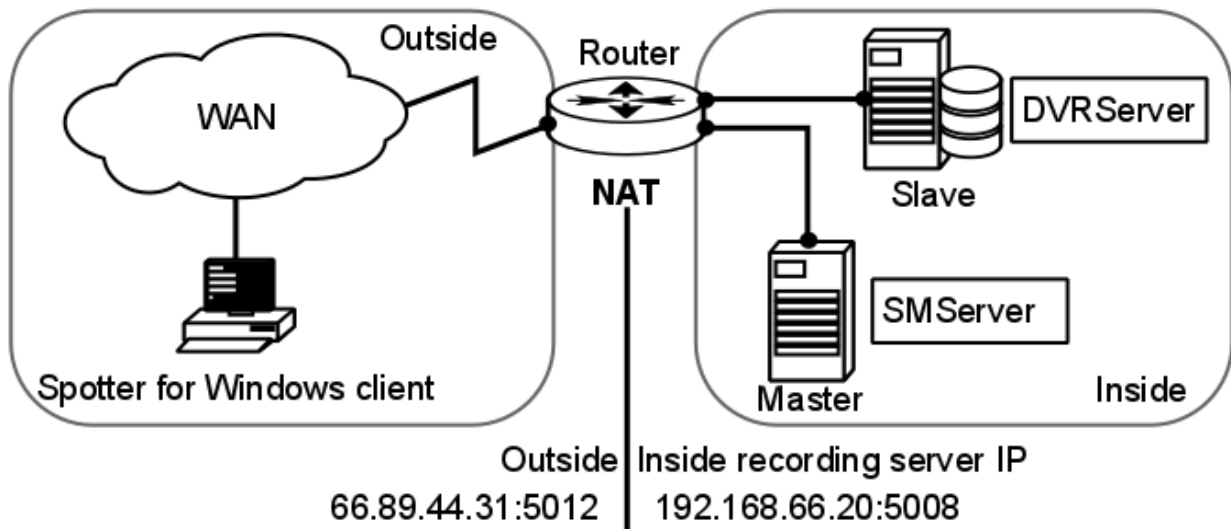 Outside
WAN
Spotter for Windows client
Router
NAT
DVRServer
Slave
SMServer
Master
Inside
Outside Inside recording server IP
66.89.44.31:5012 192.168.66.20:5008